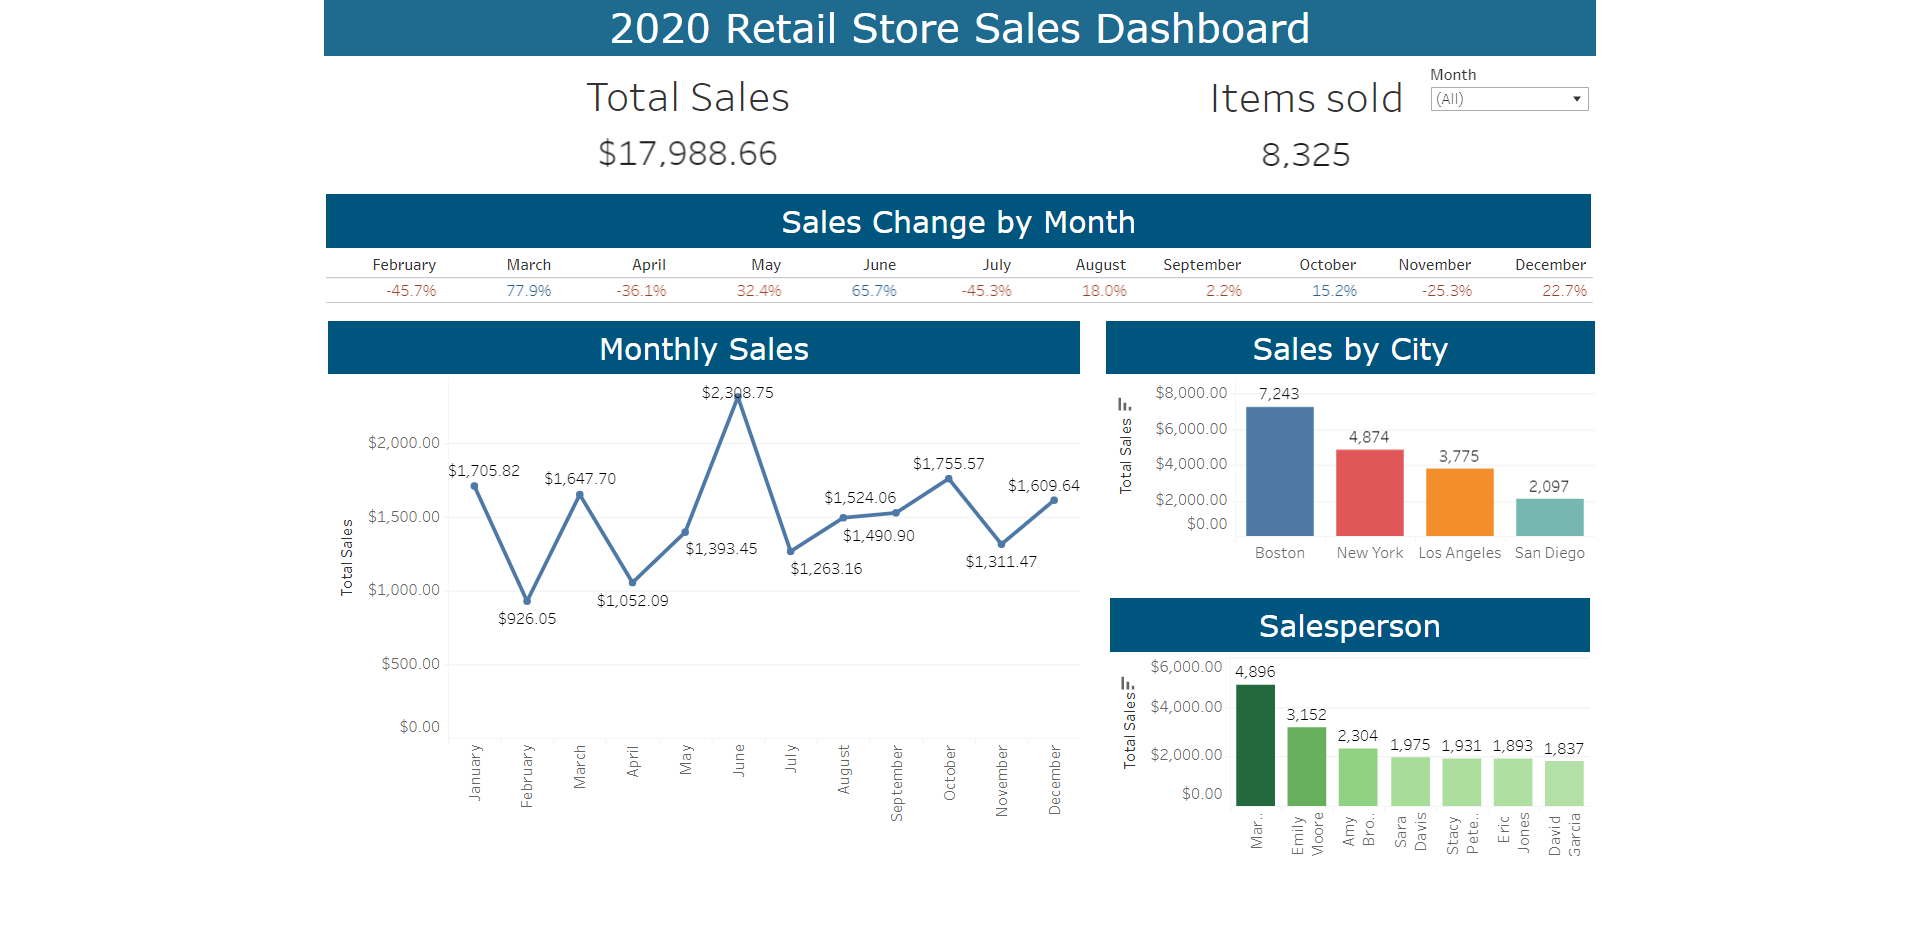 2020 Retail Store Sales Dashboard
Total Sales
$17,988.66
Items sold
8,325
Month
(All)
Sales Change by Month
February March April May June July August September October November December
-45.7% 77.9% -36.1% 32.4% 65.7% -45.3% 18.0% 2.2% 15.2% -25.3% 22.7%
Monthly Sales
Total Sales
$2,000.00
$1,500.00
$1,000.00
$500.00
$0.00
$1,705.82
$926.05
$1,647.70
$1,052.09
$1,393.45
$2,308.75
$1,263.16
$1,490.90
$1,524.06
$1,755.57
$1,311.47
$1,609.64
January
February
March
April
May
June
July
August
September
October
November
December
Sales by City
Total Sales
$8,000.00
$6,000.00
$4,000.00
$2,000.00
$0.00
7,243
4,874
3,775
2,097
Boston New York Los Angeles San Diego
Salesperson
Total Sales
$6,000.00
$4,000.00
$2,000.00
$0.00
4,896
3,152
2,304
1,975
1,931
1,893
1,837
Mar..
Emily
Moore
Amy
Bro..
Sara
Davis
Stacy
Pete..
Eric
Jones
David
Garcia